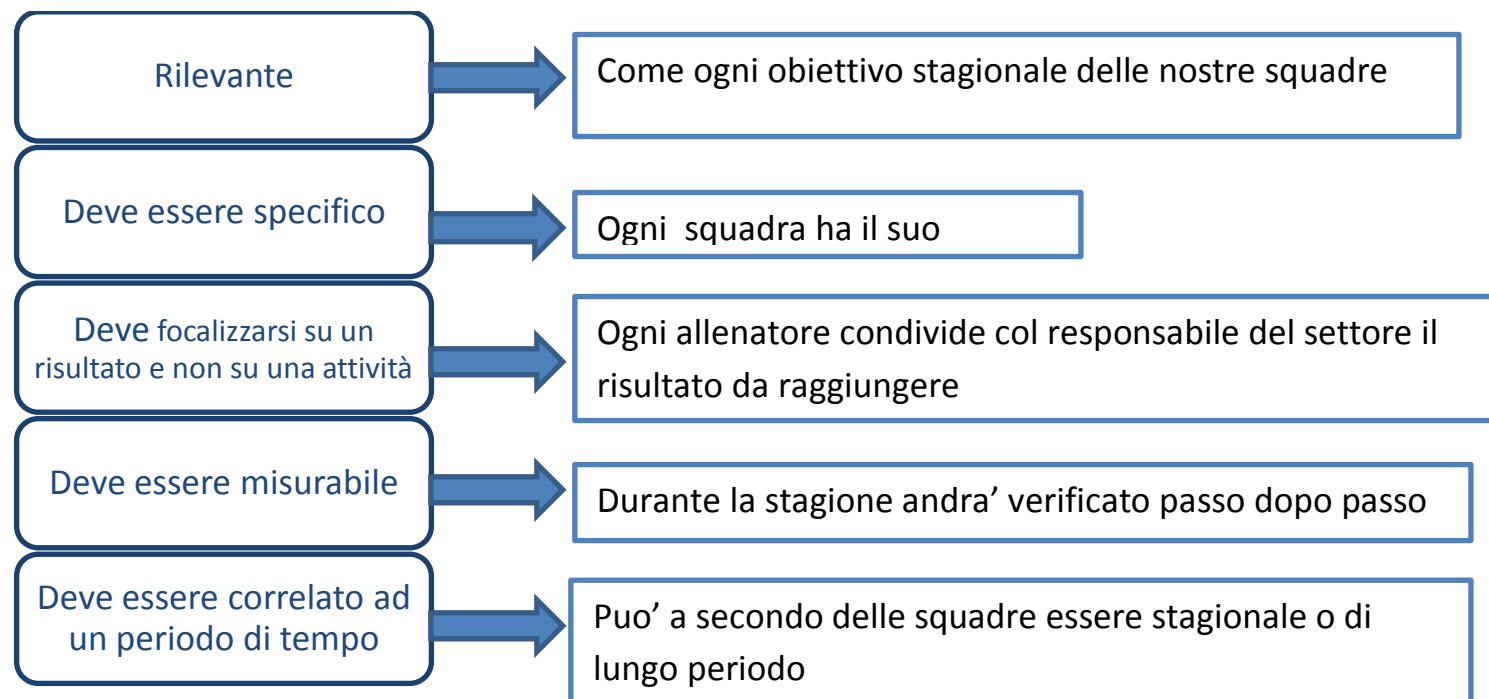 Rilevante
Come ogni obiettivo stagionale delle nostre squadre
Deve essere specifico
Ogni squadra ha il suo
Deve focalizzarsi su un
risultato e non su una attività
Ogni allenatore condivide col responsabile del settore il
risultato da raggiungere
Deve essere misurabile
Durante la stagione andra’ verificato passo dopo passo
Deve essere correlato ad
un periodo di tempo
Puo’ a secondo delle squadre essere stagionale o di
lungo periodo